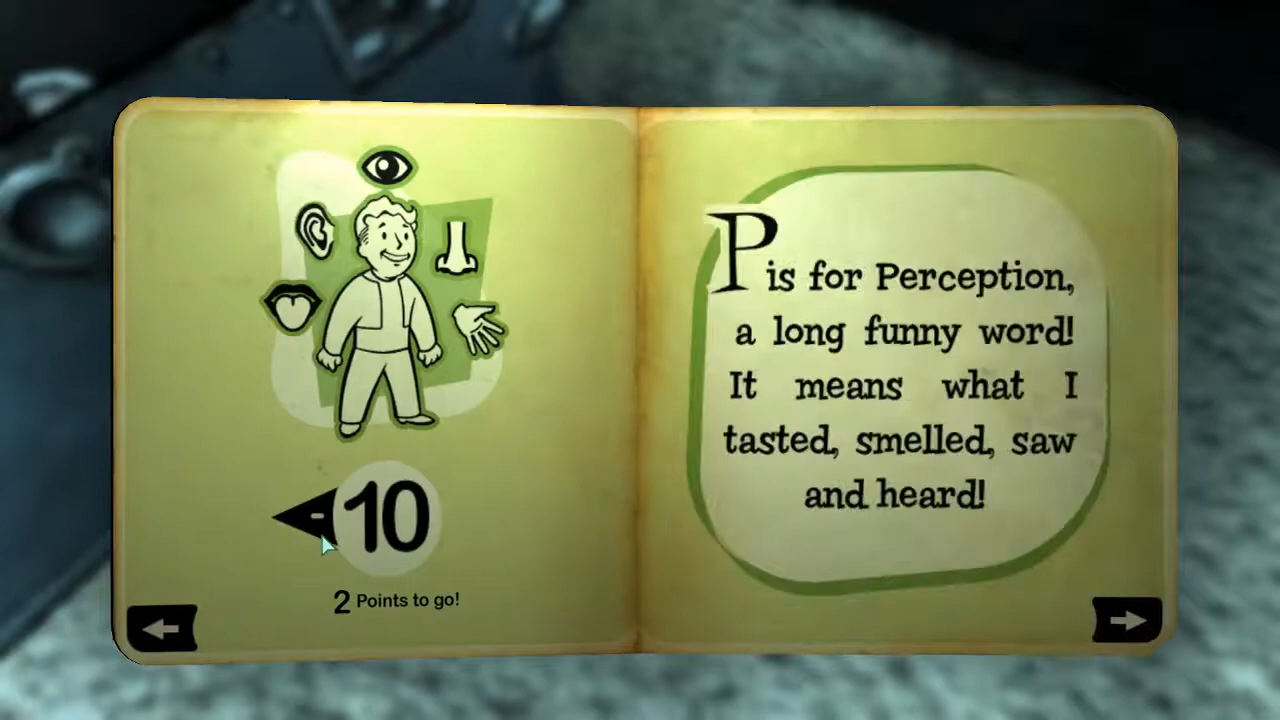 10
2 Points to go!
P is for Perception,
a long funny word!
It means what I
tasted, smelled, saw
and heard!